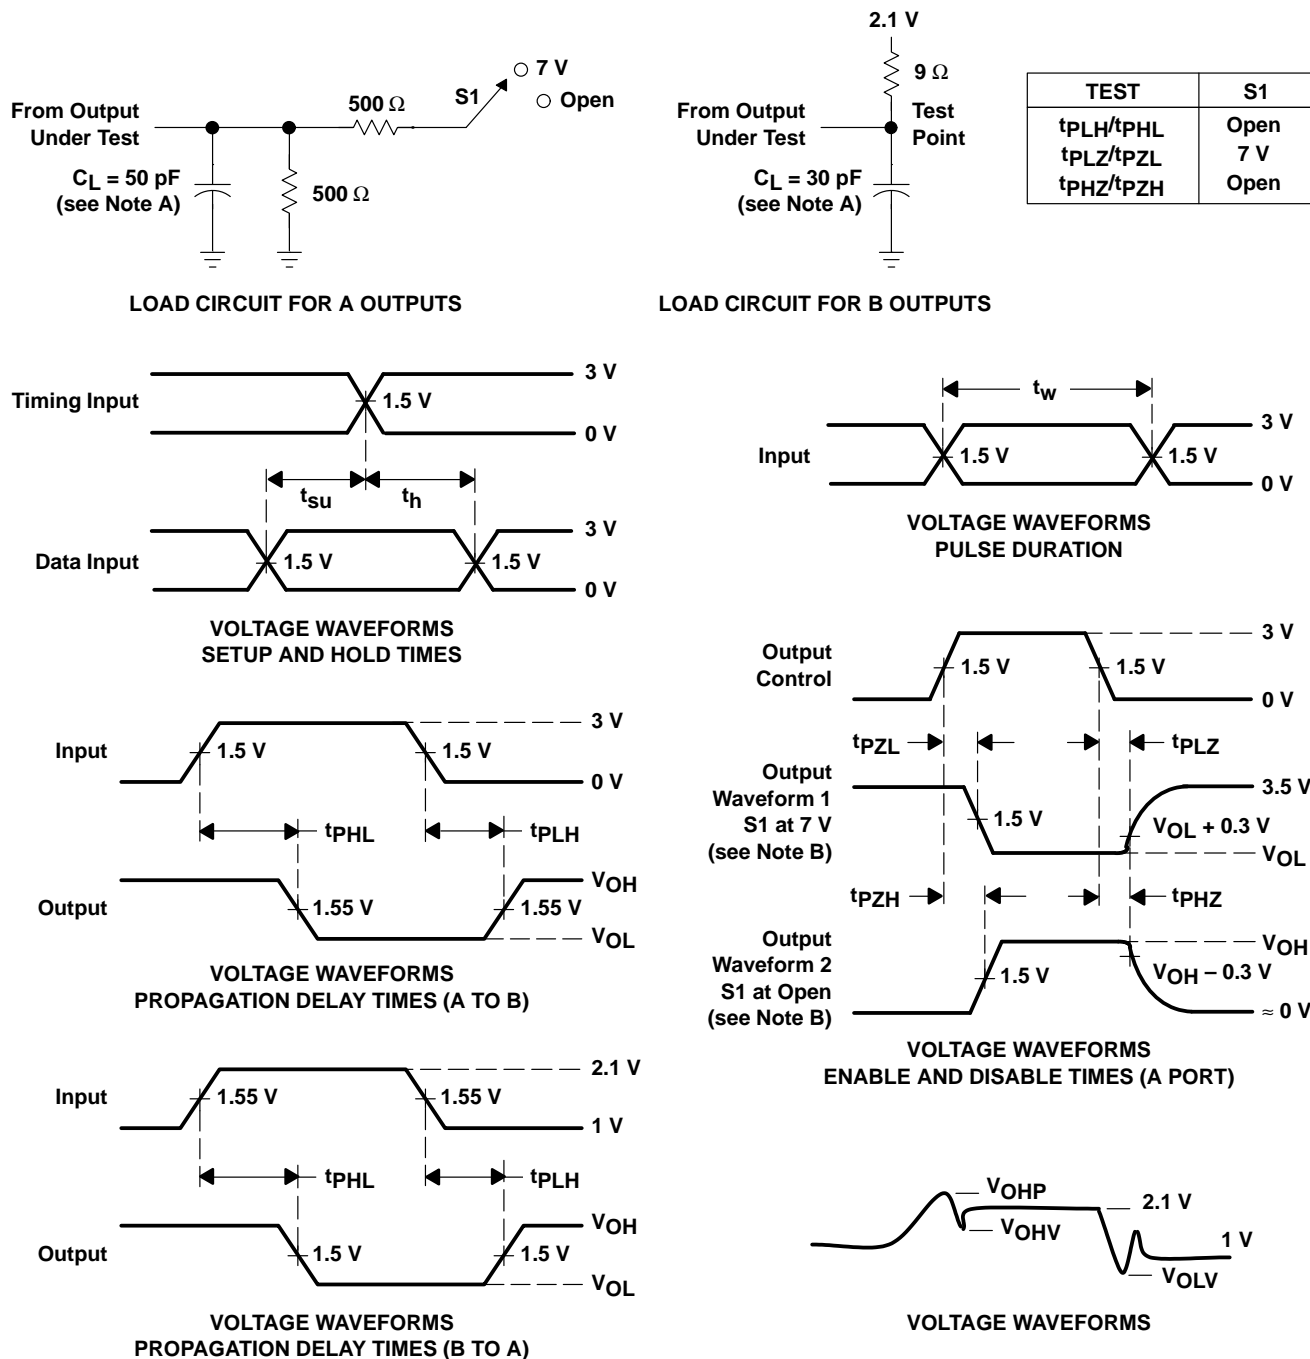 From Output
Under Test
CL = 50 pF
(see Note A)
500 Ω
500 Ω
S1
7 V
Open
LOAD CIRCUIT FOR A OUTPUTS
2.1 V
9 Ω
From Output
Under Test
Test
Point
CL = 30 pF
(see Note A)
LOAD CIRCUIT FOR B OUTPUTS
TEST S1
tPLH/tPHL Open
tPLZ/tPZL 7 V
tPHZ/tPZH Open
Timing Input
3 V
1.5 V
0 V
tsu
th
Data Input
3 V
1.5 V
1.5 V
0 V
VOLTAGE WAVEFORMS
SETUP AND HOLD TIMES
tw
Input
3 V
1.5 V
1.5 V
0 V
VOLTAGE WAVEFORMS
PULSE DURATION
Input
3 V
1.5 V
1.5 V
0 V
tPHL
tPLH
Output
VOH
1.55 V
1.55 V
VOL
VOLTAGE WAVEFORMS
PROPAGATION DELAY TIMES (A TO B)
Output
Control
3 V
1.5 V
1.5 V
0 V
tPZL
tPLZ
Output
Waveform 1
S1 at 7 V
(see Note B)
3.5 V
1.5 V
VOL + 0.3 V
VOL
tPZH
tPHZ
Output
Waveform 2
S1 at Open
(see Note B)
VOH
1.5 V
VOH – 0.3 V
≈ 0 V
VOLTAGE WAVEFORMS
ENABLE AND DISABLE TIMES (A PORT)
Input
2.1 V
1.55 V
1.55 V
1 V
tPHL
tPLH
Output
VOH
1.5 V
1.5 V
VOL
VOLTAGE WAVEFORMS
PROPAGATION DELAY TIMES (B TO A)
VOHP
VOHV
2.1 V
1 V
VOLV
VOLTAGE WAVEFORMS